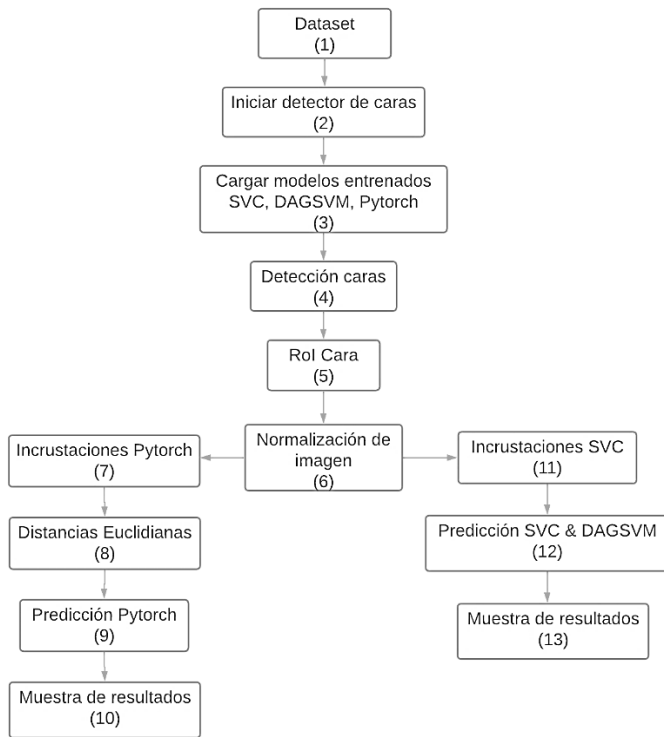 Dataset
(1)
Iniciar detector de caras
(2)
Cargar modelos entrenados
SVC, DAGSVM, Pytorch
(3)
Detección caras
(4)
RoI Cara
(5)
Normalización de
imagen
(6)
Incrustaciones Pytorch
(7)
Distancias Euclidianas
(8)
Predicción Pytorch
(9)
Muestra de resultados
(10)
Incrustaciones SVC
(11)
Predicción SVC & DAGSVM
(12)
Muestra de resultados
(13)